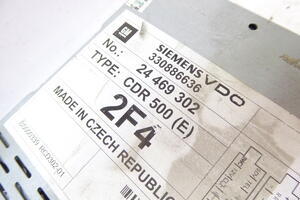 GM
SIEMENS VDO
330886636
No.: 24 469 302
TYPE: CDR 500 (E)
2F4
MADE IN CZECH REPUBLIC